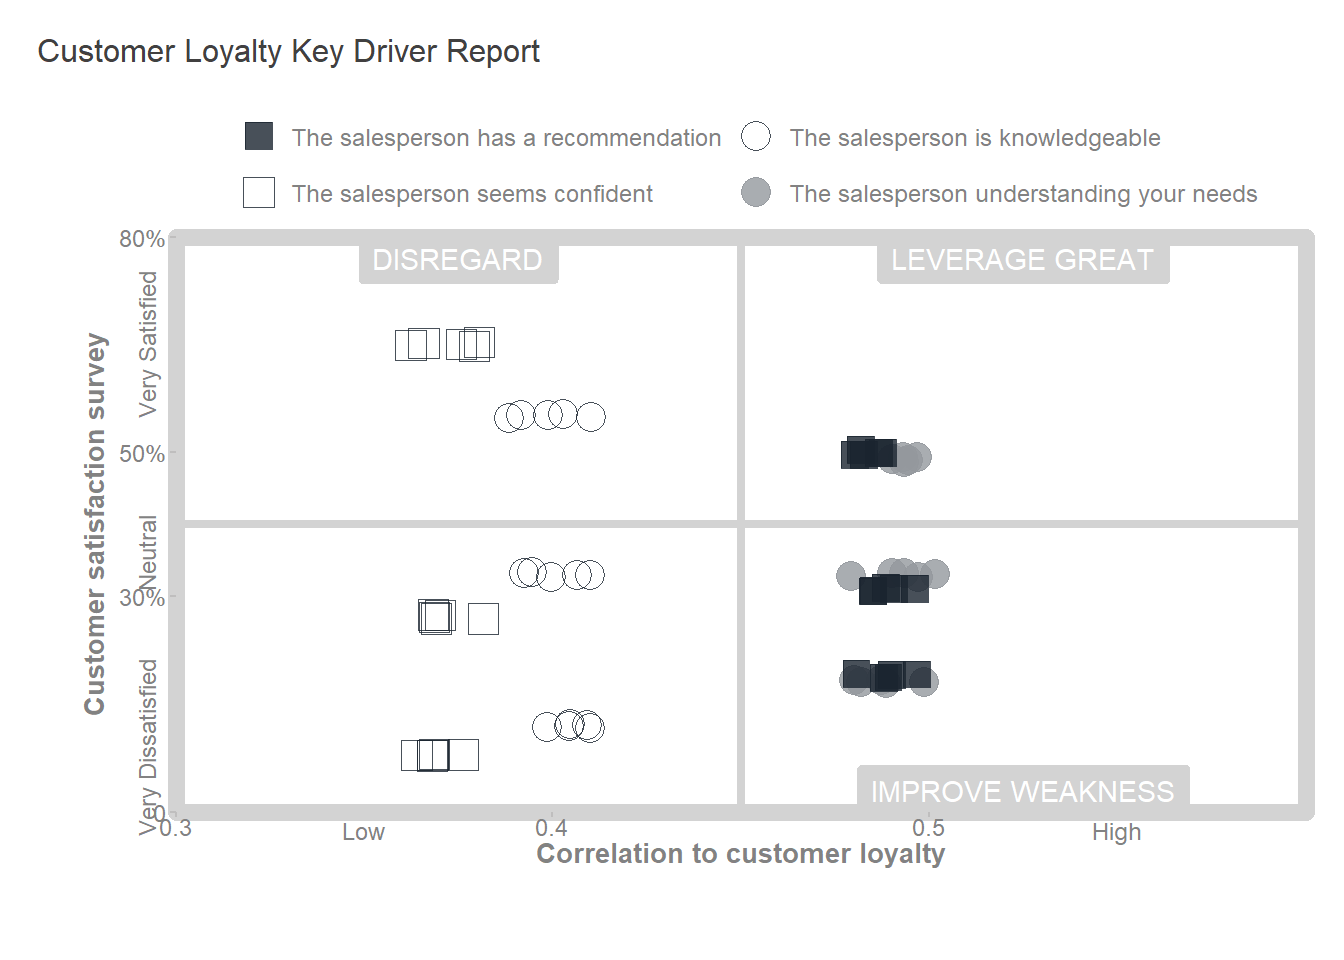 Customer Loyalty Key Driver Report
The salesperson has a recommendation
The salesperson is knowledgeable
The salesperson seems confident
The salesperson understanding your needs
80%
50%
30%
0
Very Satisfied
Neutral
Very Dissatisfied
Customer satisfaction survey
DISREGARD
LEVERAGE GREAT
IMPROVE WEAKNESS
0.3
Low
0.4
0.5
High
Correlation to customer loyalty